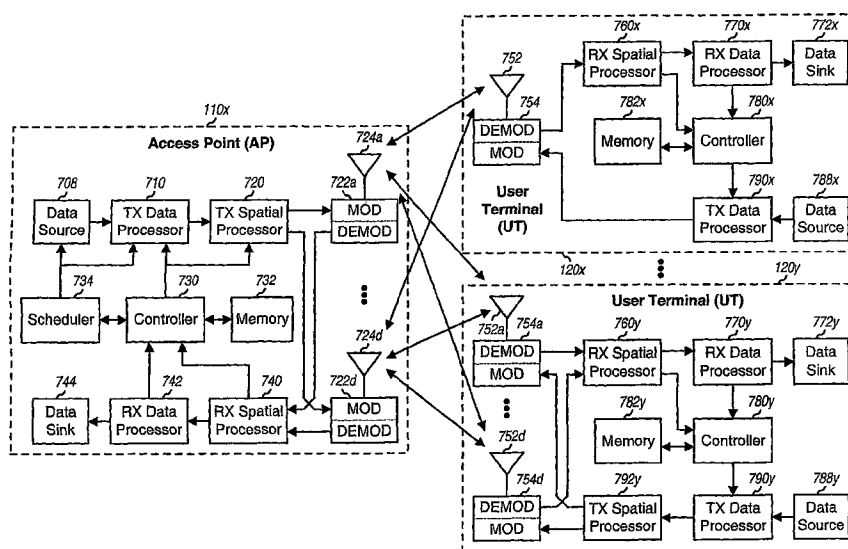 110x
Access Point (AP)
724a
708
710
720
722a
Data
Source
TX Data
Processor
TX Spatial
Processor
MOD
DEMOD
734
730
732
Scheduler
Controller
Memory
724d
744
742
740
722d
Data
Sink
RX Data
Processor
RX Spatial
Processor
MOD
DEMOD
760x
770x
772x
752
RX Spatial
Processor
RX Data
Processor
Data
Sink
754
782x
780x
DEMOD
MOD
Memory
Controller
790x
788x
User
Terminal
(UT)
TX Data
Processor
Data
Source
120x
120y
User Terminal (UT)
752a
754a
760y
770y
772y
DEMOD
MOD
RX Spatial
Processor
RX Data
Processor
Data
Sink
782y
780y
Memory
Controller
752d
754d
792y
790y
788y
DEMOD
MOD
TX Spatial
Processor
TX Data
Processor
Data
Source